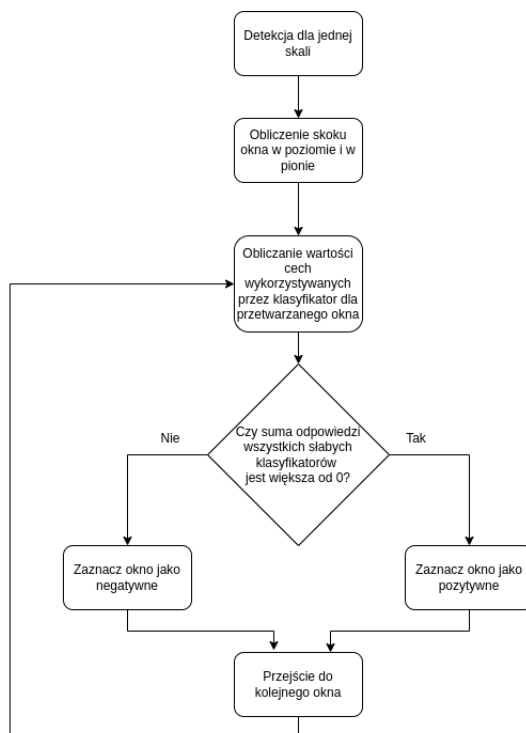 Detekcja dla jednej
skali
Obliczenie skoku
okna w poziomie i w
pionie
Obliczanie wartości
cech
wykorzystywanych
przez klasyfikator dla
przetwarzanego okna
Czy suma odpowiedzi
wszystkich słabych
klasyfikatorów
jest większa od 0?
Nie
Tak
Zaznacz okno jako
negatywne
Zaznacz okno jako
pozytywne
Przejście do
kolejnego okna